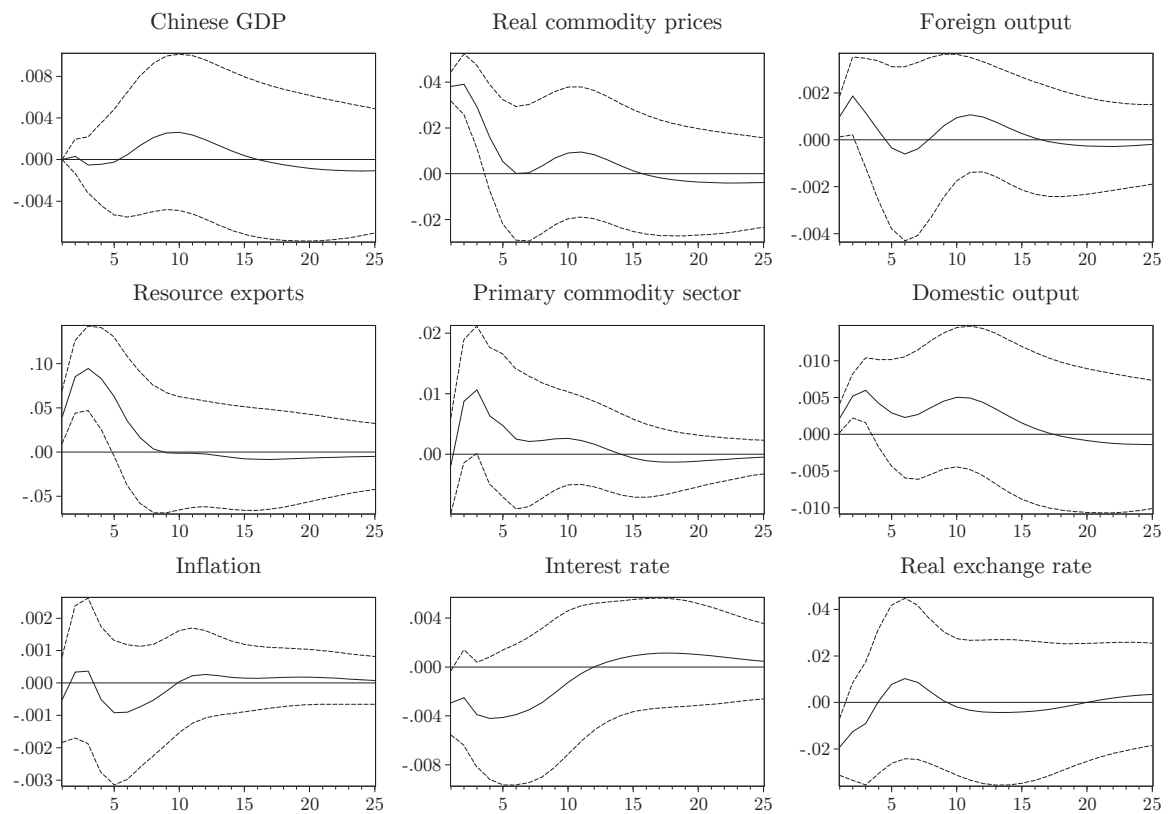 Chinese GDP
.008
.004
.000
-.004
5 10 15 20 25
Real commodity prices
.04
.02
.00
-.02
5 10 15 20 25
Foreign output
.002
.000
-.002
-.004
5 10 15 20 25
Resource exports
.10
.05
.00
-.05
5 10 15 20 25
Primary commodity sector
.02
.01
.00
5 10 15 20 25
Domestic output
.010
.005
.000
-.005
-.010
5 10 15 20 25
Inflation
.002
.001
.000
-.001
-.002
-.003
5 10 15 20 25
Interest rate
.004
.000
-.004
-.008
5 10 15 20 25
Real exchange rate
.04
.02
.00
-.02
5 10 15 20 25